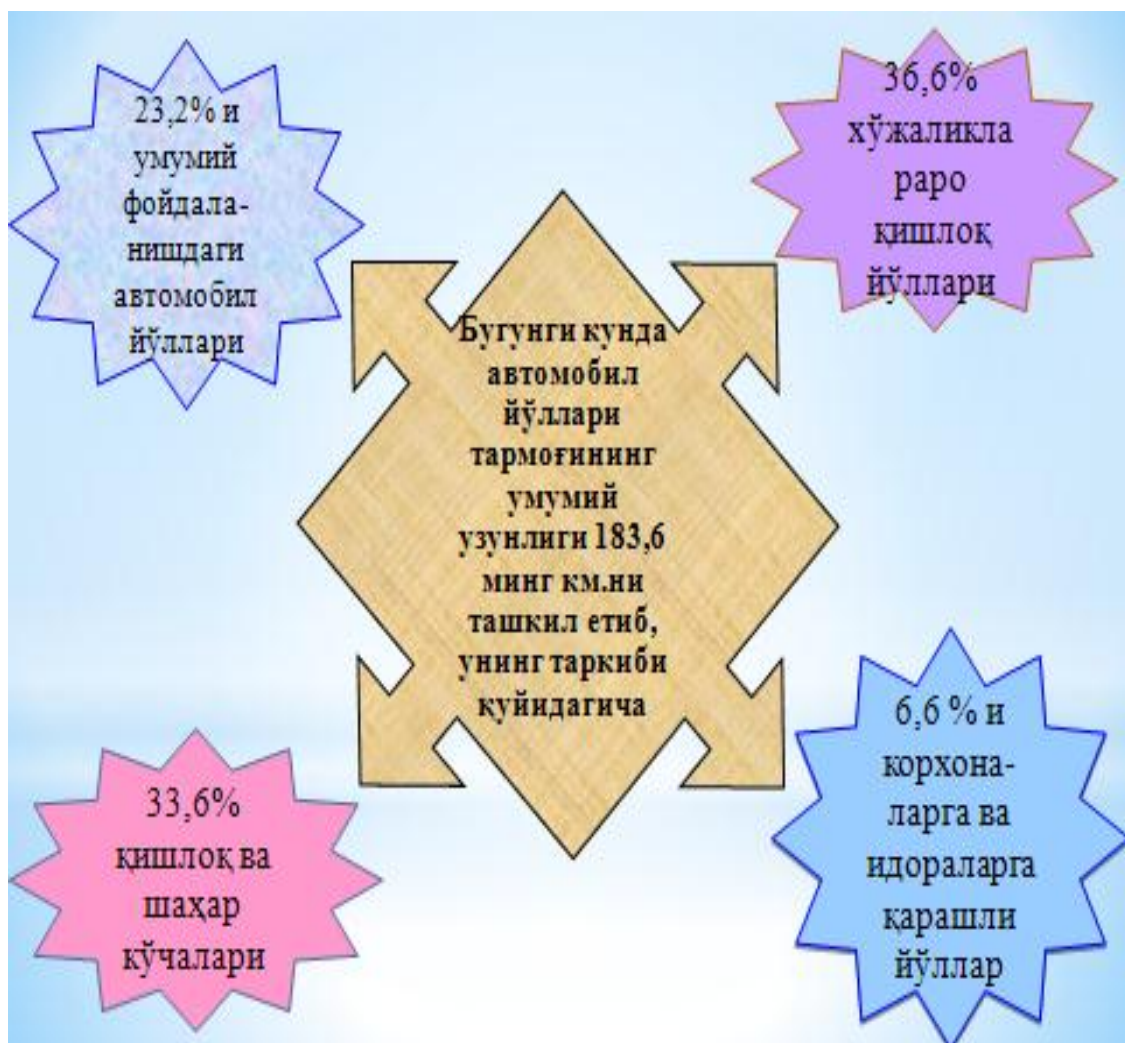 23,2% и
умумий
фойдала-
нишдаги
автомобил
йўллари
36,6%
хўжаликла
раро
қишлоқ
йўллари
Бугунги кунда
автомобил
йўллари
тармоғининг
умумий
узунлиги 183,6
минг км.ни
ташкил етиб,
унинг таркиби
қуйидагича
33,6%
қишлоқ ва
шаҳар
кўчалари
6,6 % и
корхона-
ларга ва
идораларга
қарашли
йўллар